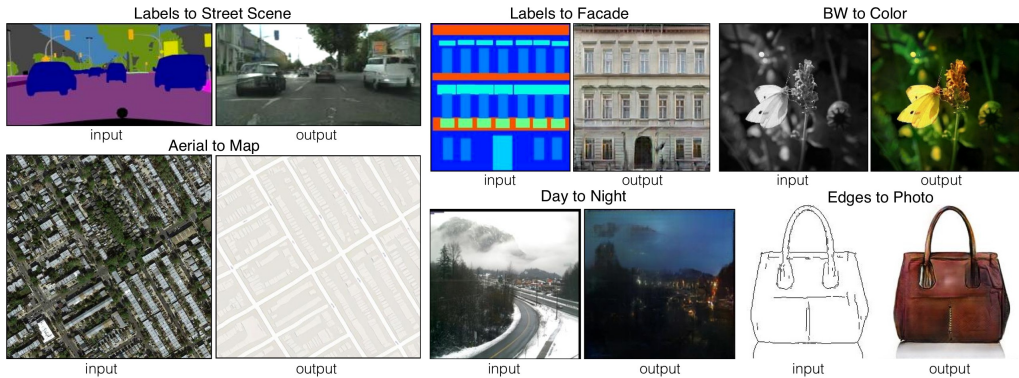 Labels to Street Scene
input
output
Aerial to Map
input
output
Labels to Facade
input
output
BW to Color
input
output
Day to Night
input
output
Edges to Photo
input
output